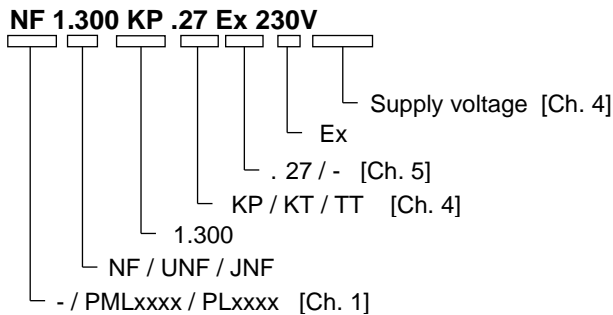 NF 1.300 KP .27 Ex 230V
Supply voltage [Ch. 4]
Ex
. 27 / - [Ch. 5]
KP / KT / TT [Ch. 4]
1.300
NF / UNF / JNF
- / PMLxxxx / PLxxxx [Ch. 1]